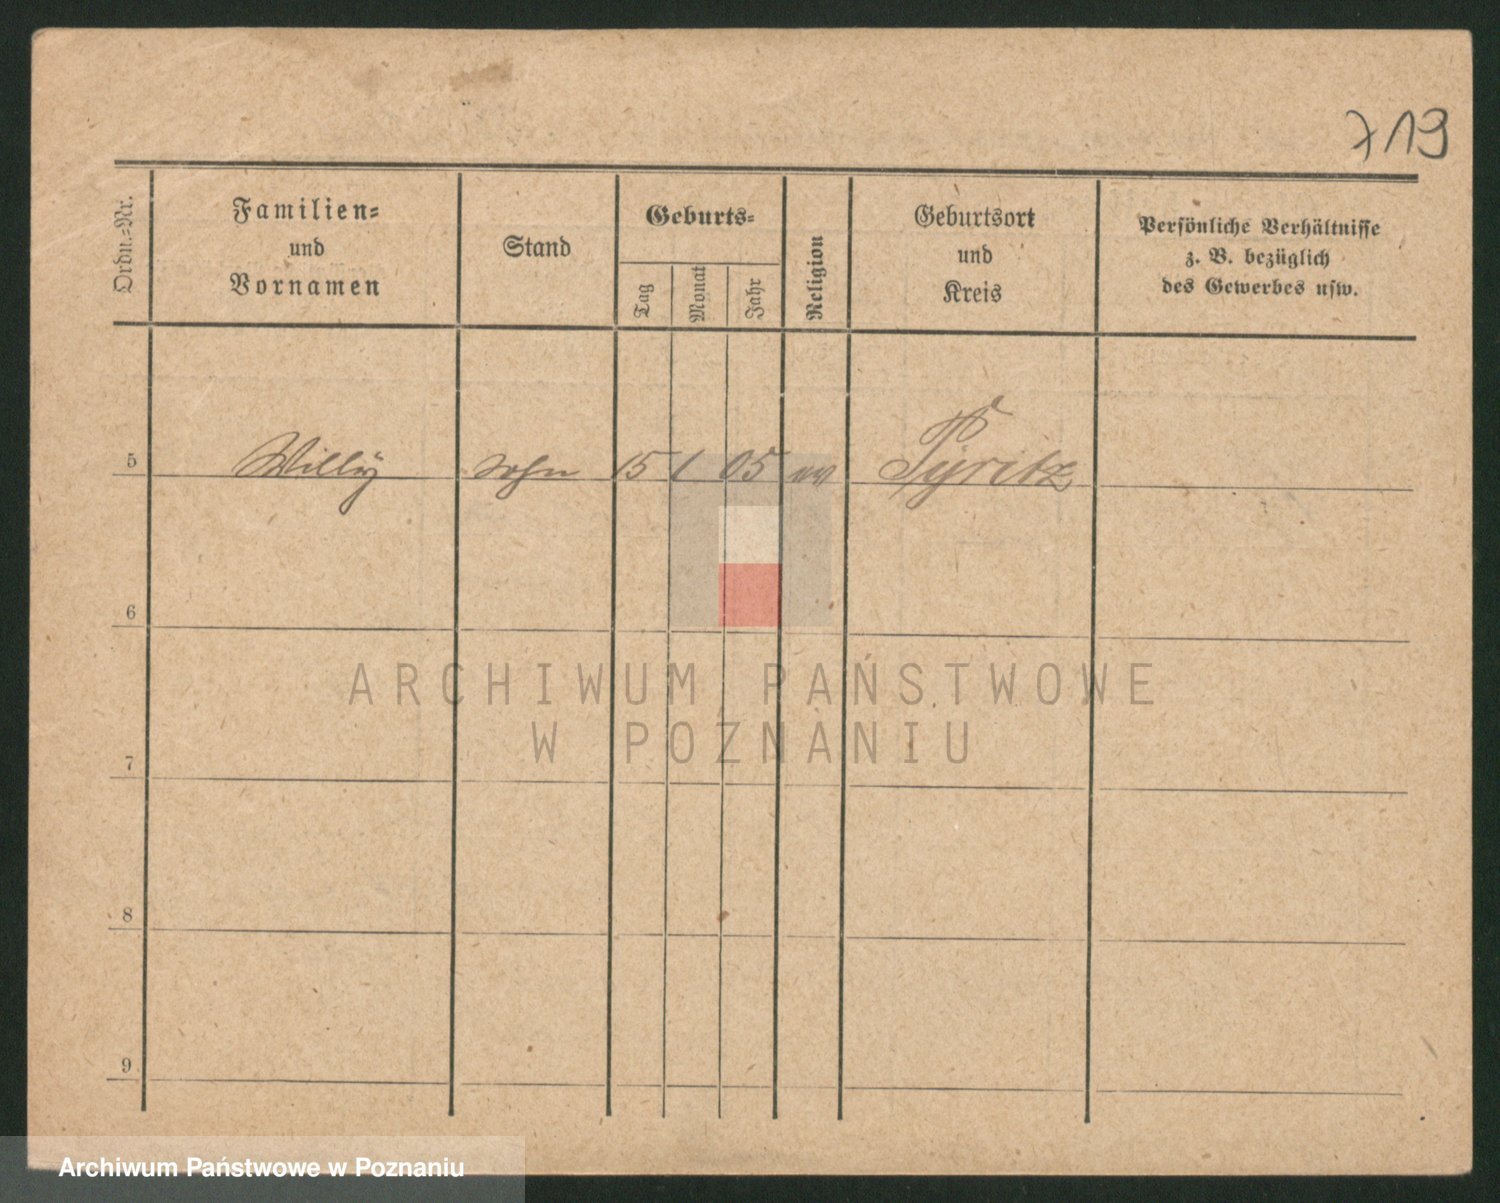 719
Ordn.=Nr.
Familien=
und
Vornamen
Stand
Geburts=
Tag
Monat
Jahr
Religion
Geburtsort
und
Kreis
Persönliche Verhältnisse
z. B. bezüglich
des Gewerbes usw.
5 Willy Sohn 15 1 05 ev Pyritz
6
ARCHIWUM PAŃSTWOWE
W POZNANIU
7
8
9
Archiwum Państwowe w Poznaniu